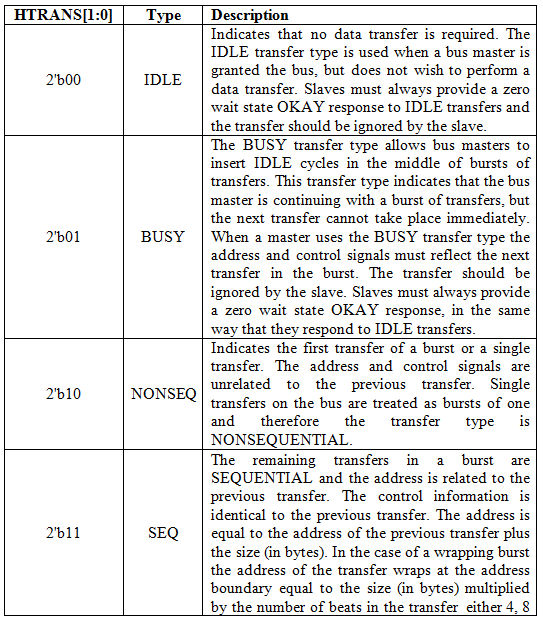 HTRANS[1:0] Type Description
Indicates that no data transfer is required. The
IDLE transfer type is used when a bus master is
granted the bus, but does not wish to perform a
2'b00 IDLE data transfer. Slaves must always provide a zero
wait state OKAY response to IDLE transfers and
the transfer should be ignored by the slave.
The BUSY transfer type allows bus masters to
insert IDLE cycles in the middle of bursts of
transfers. This transfer type indicates that the bus
master is continuing with a burst of transfers, but
the next transfer cannot take place immediately.
2'b01 BUSY When a master uses the BUSY transfer type the
address and control signals must reflect the next
transfer in the burst. The transfer should be
ignored by the slave. Slaves must always provide
a zero wait state OKAY response, in the same
way that they respond to IDLE transfers.
Indicates the first transfer of a burst or a single
transfer. The address and control signals are
2'b10 NONSEQ unrelated to the previous transfer. Single
transfers on the bus are treated as bursts of one
and therefore the transfer type is
NONSEQUENTIAL.
The remaining transfers in a burst are
SEQUENTIAL and the address is related to the
previous transfer. The control information is
identical to the previous transfer. The address is
2'b11 SEQ equal to the address of the previous transfer plus
the size (in bytes). In the case of a wrapping burst
the address of the transfer wraps at the address
boundary equal to the size (in bytes) multiplied
by the number of beats in the transfer either 4, 8